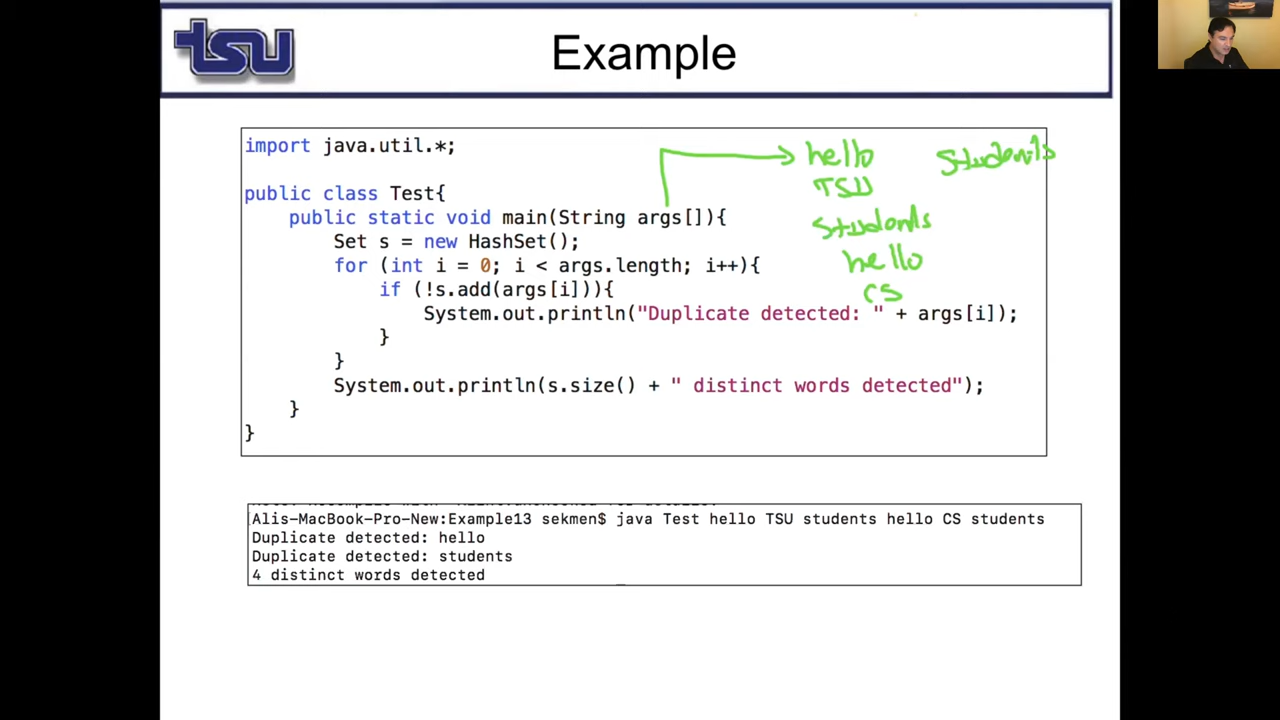 tsu
Example
import java.util.*;
public class Test{
public static void main(String args[]){
Set s = new HashSet();
for (int i = 0; i < args.length; i++){
if (!s.add(args[i])){
System.out.println("Duplicate detected: " + args[i]);
}
}
System.out.println(s.size() + " distinct words detected");
}
}
hello
students
TSU
students
hello
CS
Alis-MacBook-Pro-New:Example13 sekmen$ java Test hello TSU students hello CS students
Duplicate detected: hello
Duplicate detected: students
4 distinct words detected